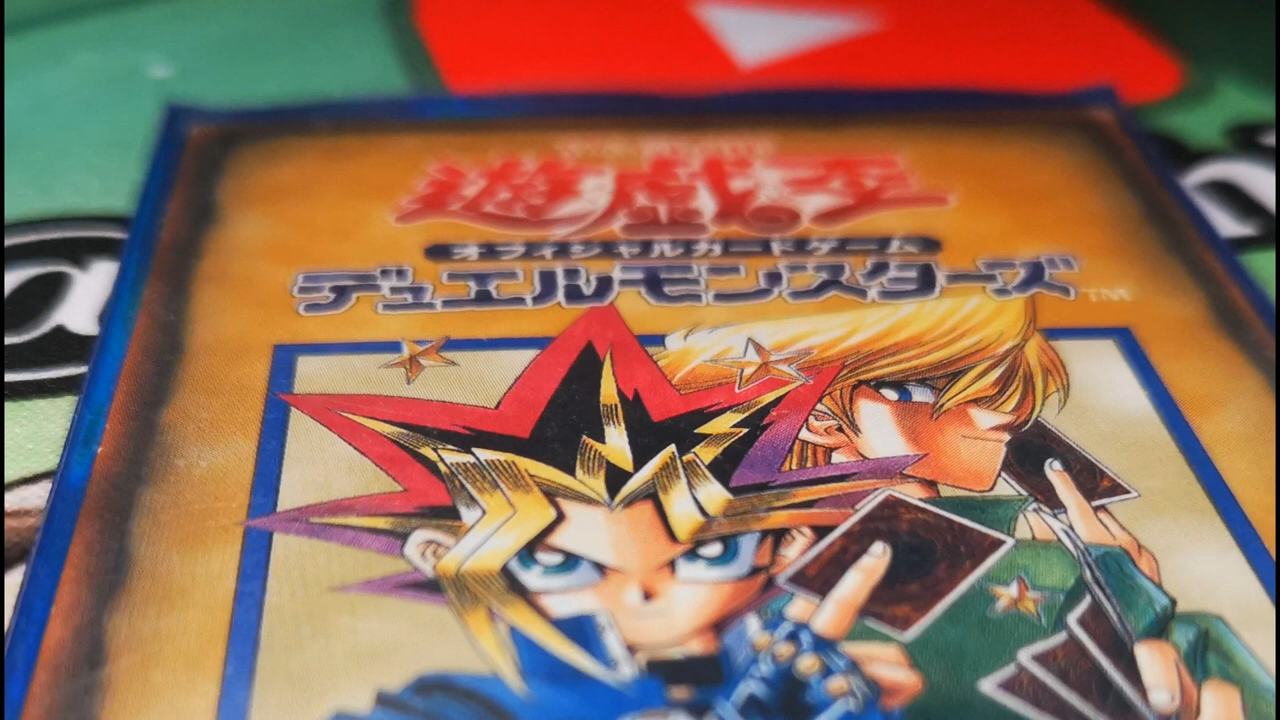 遊戯王
オフィシャルカードゲーム
デュエルモンスターズ™